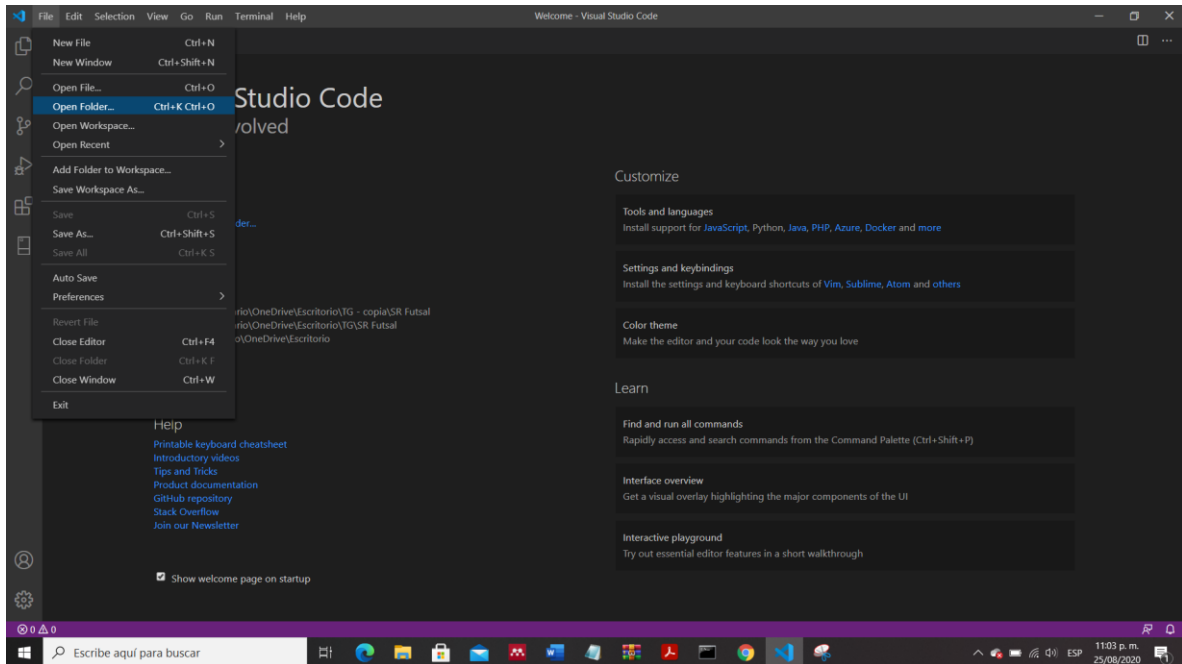 File Edit Selection View Go Run Terminal Help
Welcome - Visual Studio Code
New File Ctrl+N
New Window Ctrl+Shift+N
Open File... Ctrl+O
Open Folder... Ctrl+K Ctrl+O
Open Workspace...
Open Recent
Add Folder to Workspace...
Save Workspace As...
Save Ctrl+S
Save As... Ctrl+Shift+S
Save All Ctrl+K S
Auto Save
Preferences
Revert File
Close Editor Ctrl+F4
Close Folder Ctrl+K F
Close Window Ctrl+W
Exit
Studio Code
volved
der...
rio\OneDrive\Escritorio\TG - copia\SR Futsal
rio\OneDrive\Escritorio\TG\SR Futsal
o\OneDrive\Escritorio
Help
Printable keyboard cheatsheet
Introductory videos
Tips and Tricks
Product documentation
GitHub repository
Stack Overflow
Join our Newsletter
Show welcome page on startup
Customize
Tools and languages
Install support for JavaScript, Python, Java, PHP, Azure, Docker and more
Settings and keybindings
Install the settings and keyboard shortcuts of Vim, Sublime, Atom and others
Color theme
Make the editor and your code look the way you love
Learn
Find and run all commands
Rapidly access and search commands from the Command Palette (Ctrl+Shift+P)
Interface overview
Get a visual overlay highlighting the major components of the UI
Interactive playground
Try out essential editor features in a short walkthrough
0 0
Escribe aquí para buscar
ESP
11:03 p. m.
25/08/2020